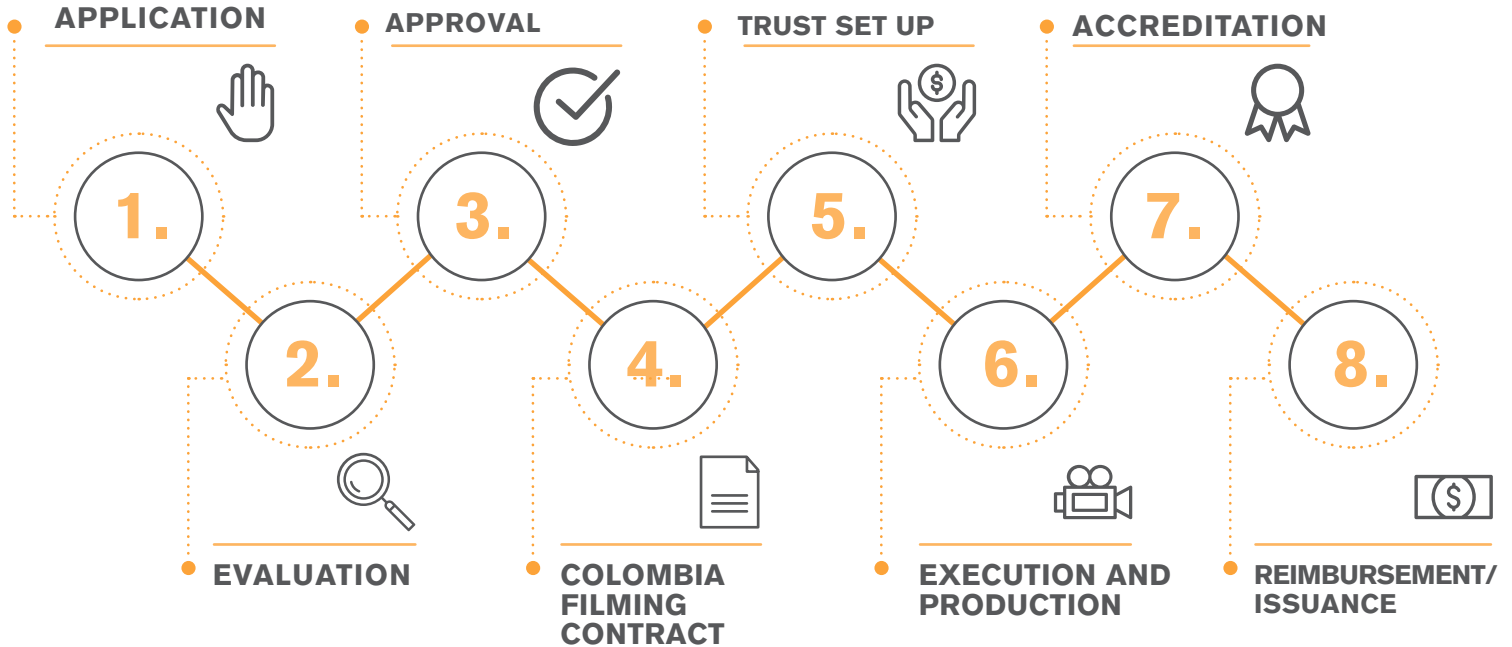 APPLICATION
1.
2.
EVALUATION
APPROVAL
3.
4.
COLOMBIA
FILMING
CONTRACT
TRUST SET UP
$
5.
6.
EXECUTION AND
PRODUCTION
ACCREDITATION
7.
8.
$
REIMBURSEMENT/
ISSUANCE